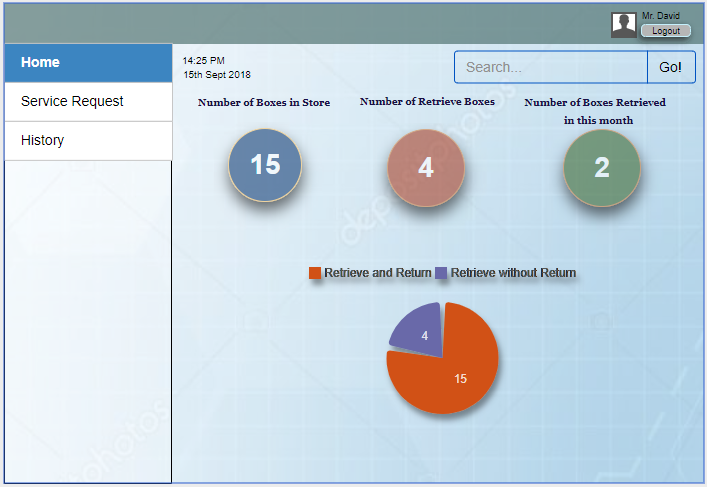 Mr. David
Logout
Home
Service Request
History
14:25 PM
15th Sept 2018
Search...
Go!
Number of Boxes in Store
Number of Retrieve Boxes
Number of Boxes Retrieved
in this month
15
4
2
Retrieve and Return
Retrieve without Return
4
15
depositphotos
depositphotos